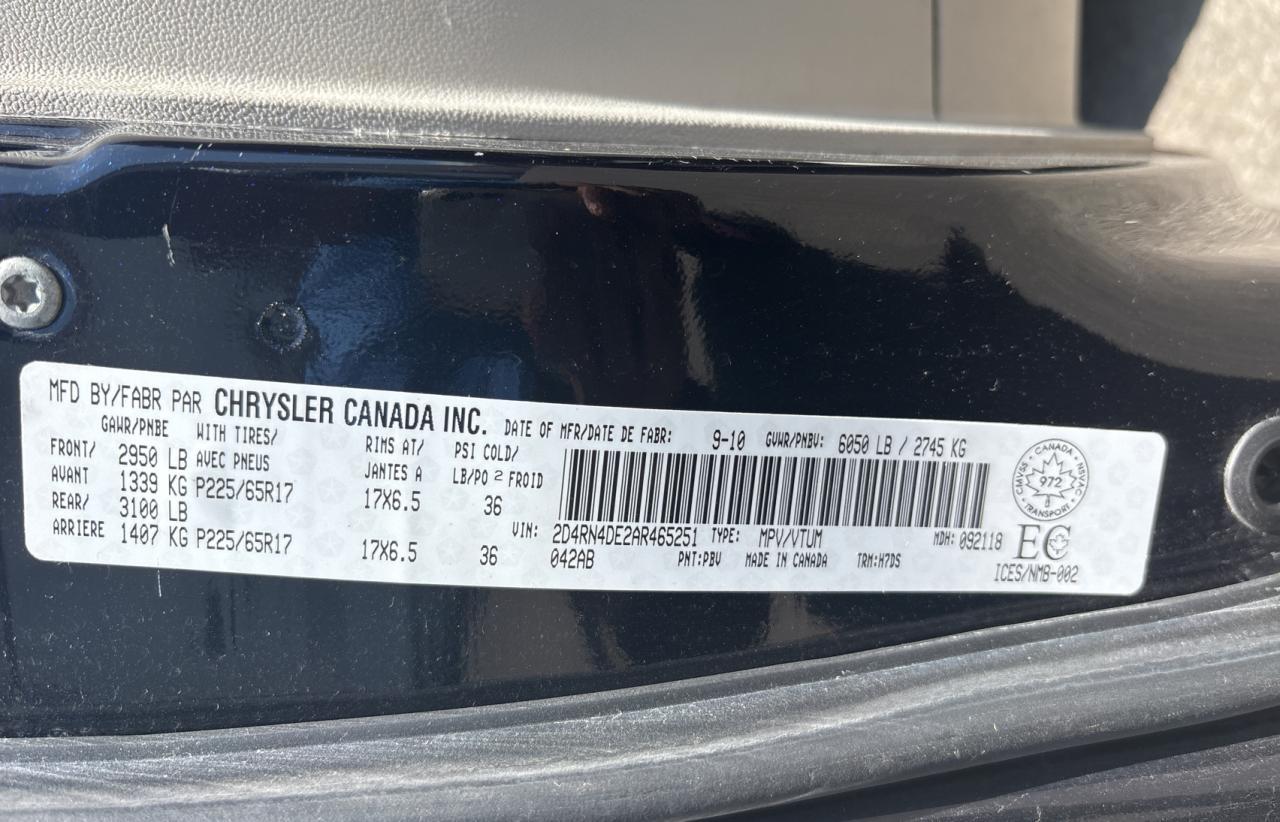 MFD BY/FABR PAR CHRYSLER CANADA INC. DATE OF MFR/DATE DE FABR: 9-10 GVWR/PNBV: 6050 LB / 2745 KG
GAWR/PNBE WITH TIRES/ RIMS AT/ PSI COLD/
FRONT/ 2950 LB AVEC PNEUS JANTES A LB/PO 2 FROID
AVANT 1339 KG P225/65R17 17X6.5 36
REAR/ 3100 LB
ARRIERE 1407 KG P225/65R17 17X6.5 36
VIN: 2D4RN4DE2AR465251 TYPE: MPV/VTUM MDH: 092118
042AB PNT:PBV MADE IN CANADA TRM:H7DS
CANADA
CMVSS NSVAC
972
TRANSPORT
EC
ICES/NMB-002